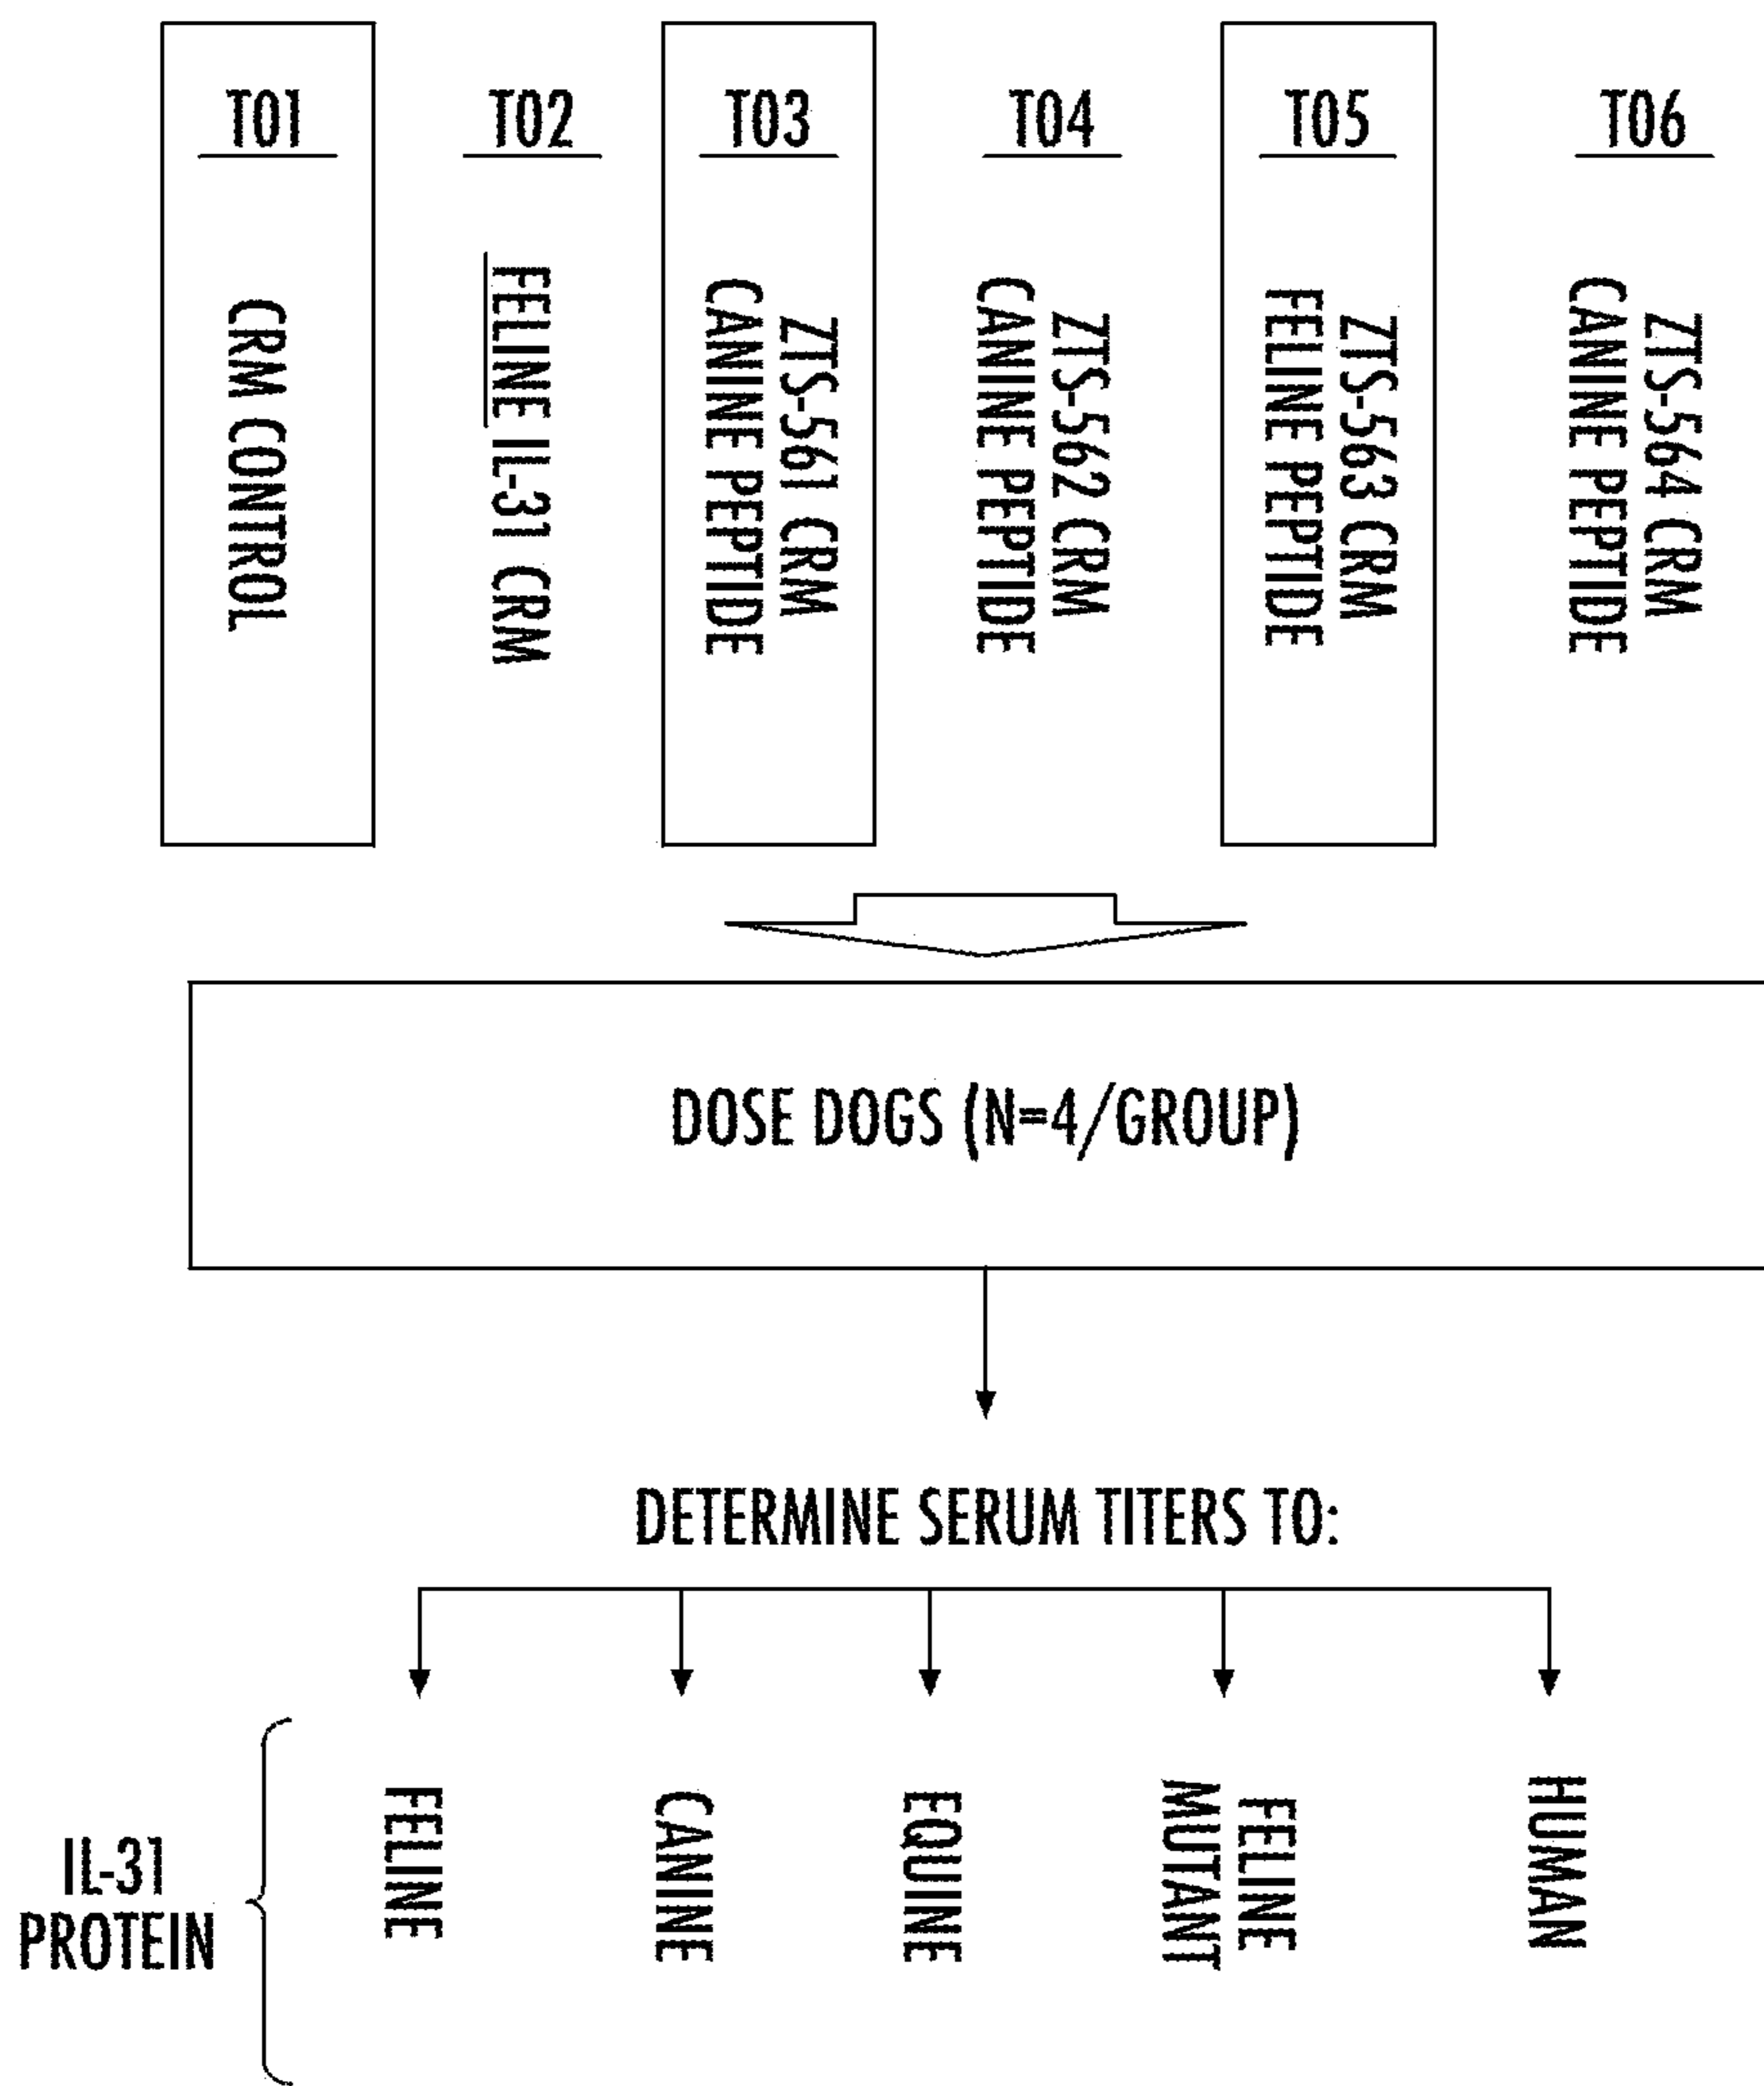 T01
CRM CONTROL
T02
FELINE IL-31 CRM
T03
ZTS-561 CRM
CANINE PEPTIDE
T04
ZTS-562 CRM
CANINE PEPTIDE
T05
ZTS-563 CRM
FELINE PEPTIDE
T06
ZTS-564 CRM
CANINE PEPTIDE
DOSE DOGS (N=4/GROUP)
DETERMINE SERUM TITERS TO:
IL-31
PROTEIN
FELINE
CANINE
EQUINE
FELINE
MUTANT
HUMAN